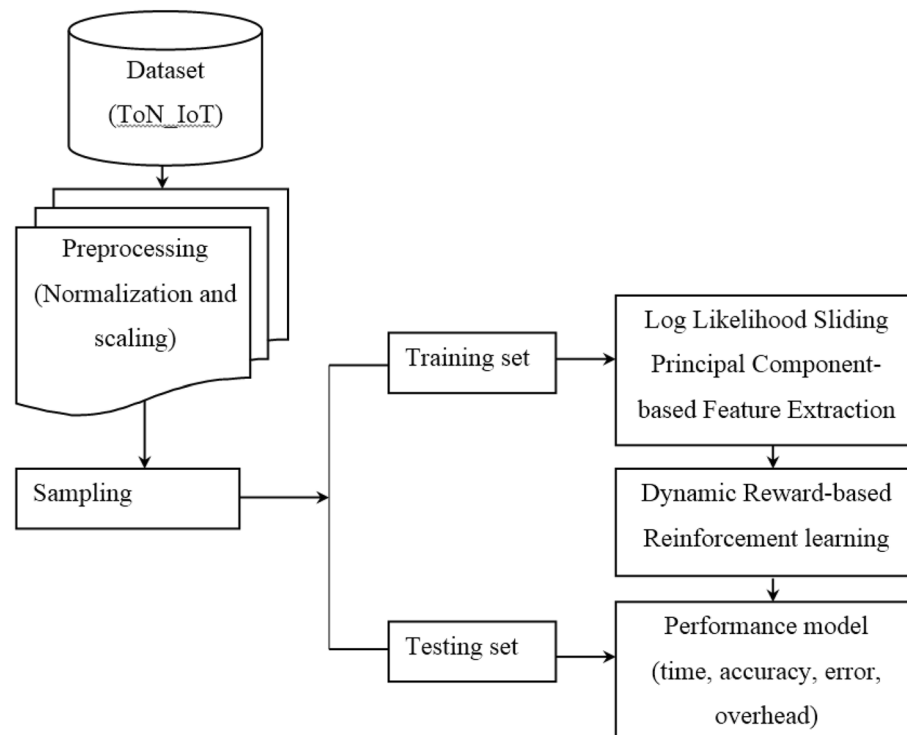 Dataset
(ToN_IoT)
Preprocessing
(Normalization and
scaling)
Sampling
Training set
Testing set
Log Likelihood Sliding
Principal Component-
based Feature Extraction
Dynamic Reward-based
Reinforcement learning
Performance model
(time, accuracy, error,
overhead)